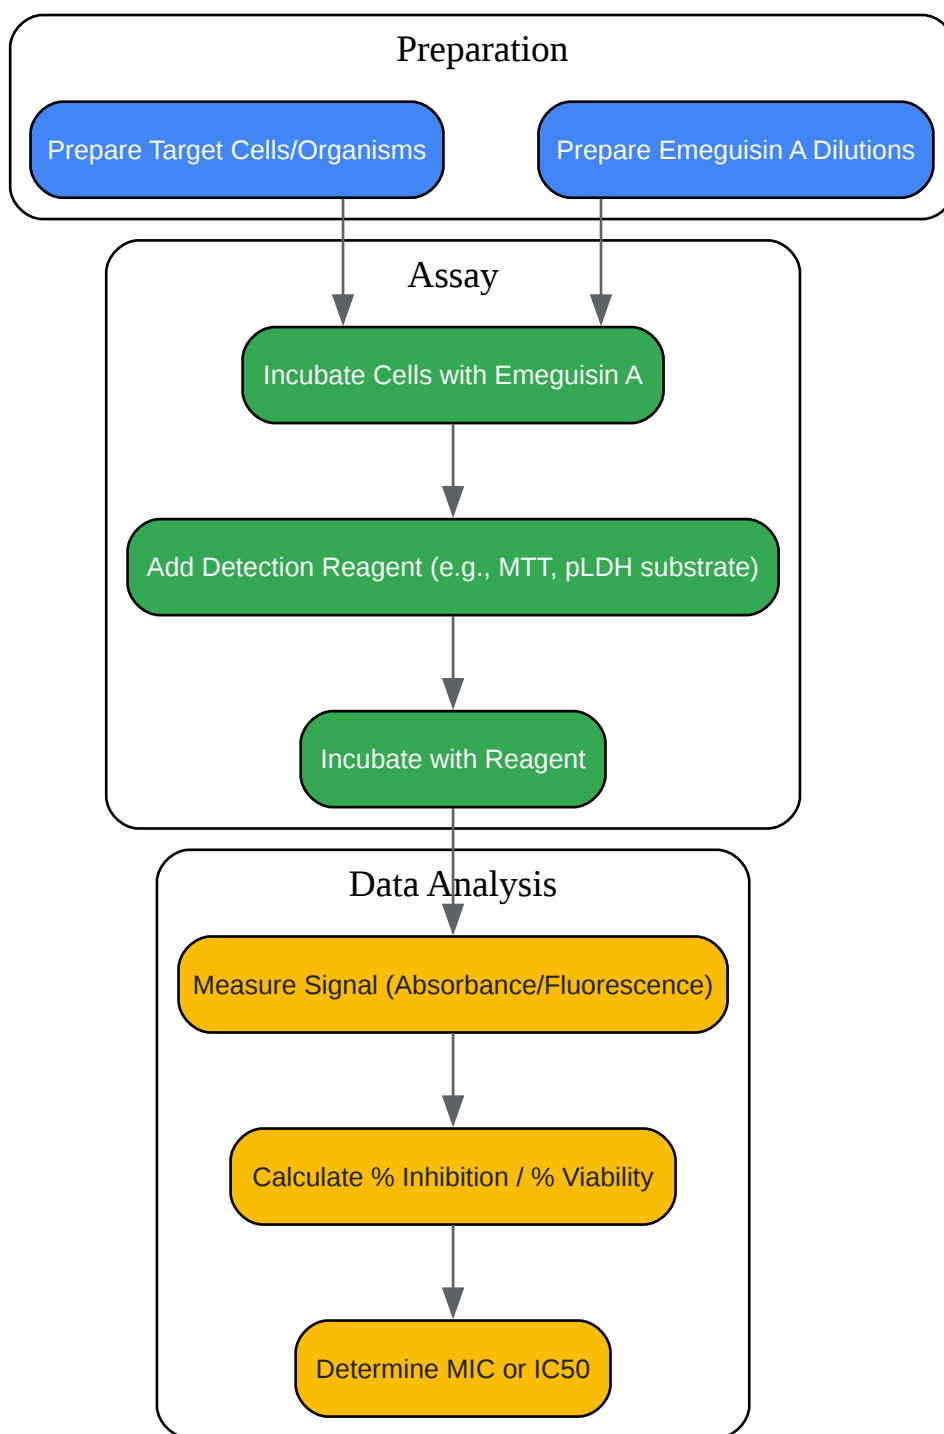 Preparation
Prepare Target Cells/Organisms
Prepare Emeguisin A Dilutions
Assay
Incubate Cells with Emeguisin A
Add Detection Reagent (e.g., MTT, pLDH substrate)
Incubate with Reagent
Data Analysis
Measure Signal (Absorbance/Fluorescence)
Calculate % Inhibition / % Viability
Determine MIC or IC50